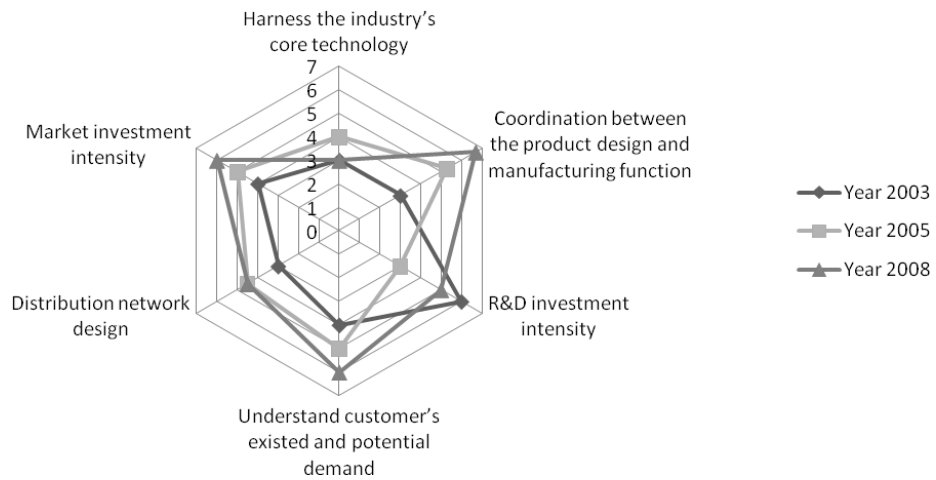 Harness the industry's
core technology
7
6
5
4
3
2
1
0
Coordination between
the product design and
manufacturing function
R&D investment
intensity
Understand customer's
existed and potential
demand
Distribution network
design
Market investment
intensity
Year 2003
Year 2005
Year 2008